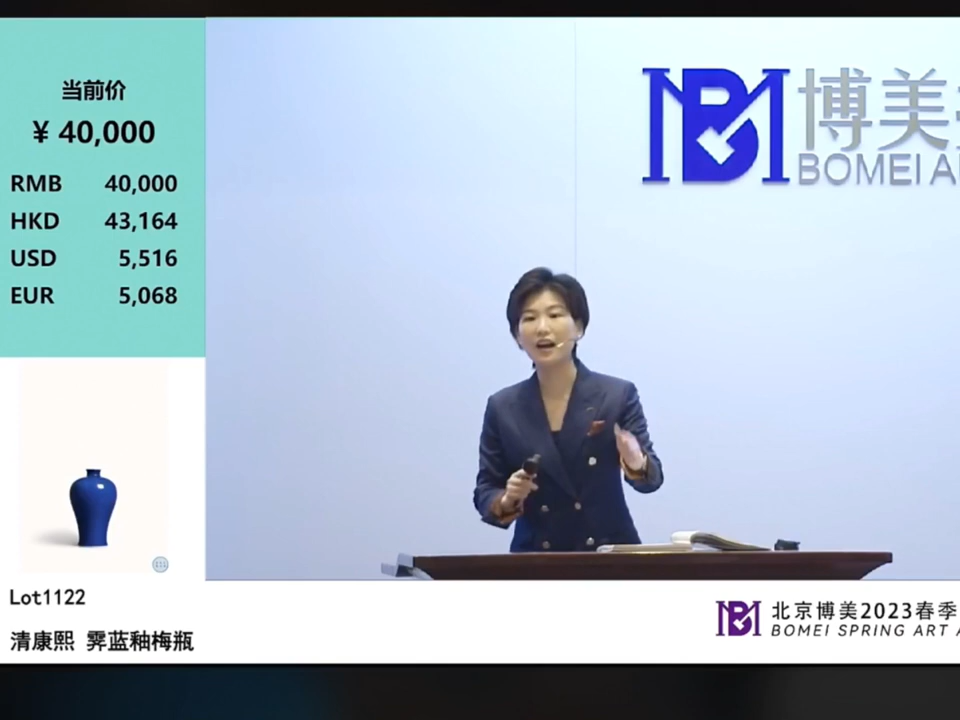 当前价
¥ 40,000
RMB 40,000
HKD 43,164
USD 5,516
EUR 5,068
博美
BOMEI
Lot1122
清康熙 霁蓝釉梅瓶
北京博美2023春季
BOMEI SPRING ART